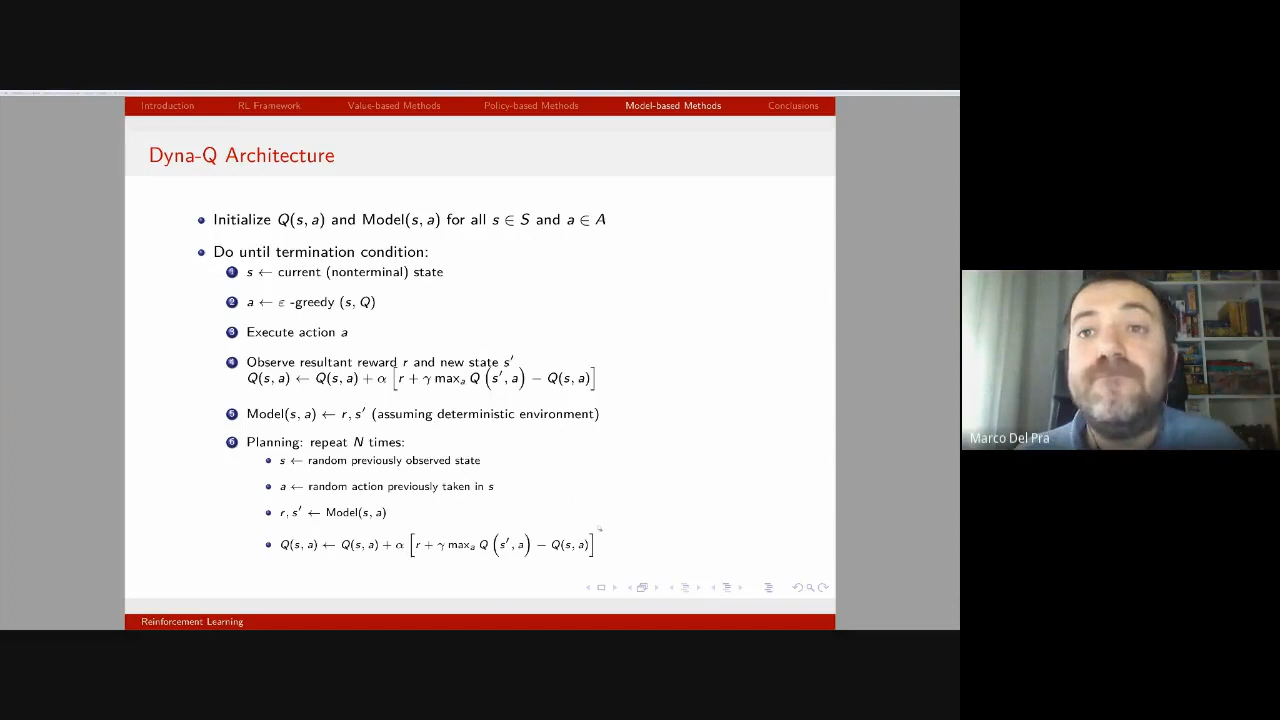 Introduction RL Framework Value-based Methods Policy-based Methods Model-based Methods Conclusions
Dyna-Q Architecture
Initialize Q(s, a) and Model(s, a) for all s ∈ S and a ∈ A
Do until termination condition:
1 s ← current (nonterminal) state
2 a ← ε -greedy (s, Q)
3 Execute action a
4 Observe resultant reward r and new state s′
Q(s, a) ← Q(s, a) + α [r + γ maxₐ Q (s′, a) − Q(s, a)]
5 Model(s, a) ← r, s′ (assuming deterministic environment)
6 Planning: repeat N times:
s ← random previously observed state
a ← random action previously taken in s
r, s′ ← Model(s, a)
Q(s, a) ← Q(s, a) + α [r + γ maxₐ Q (s′, a) − Q(s, a)]
Reinforcement Learning
Marco Del Pra